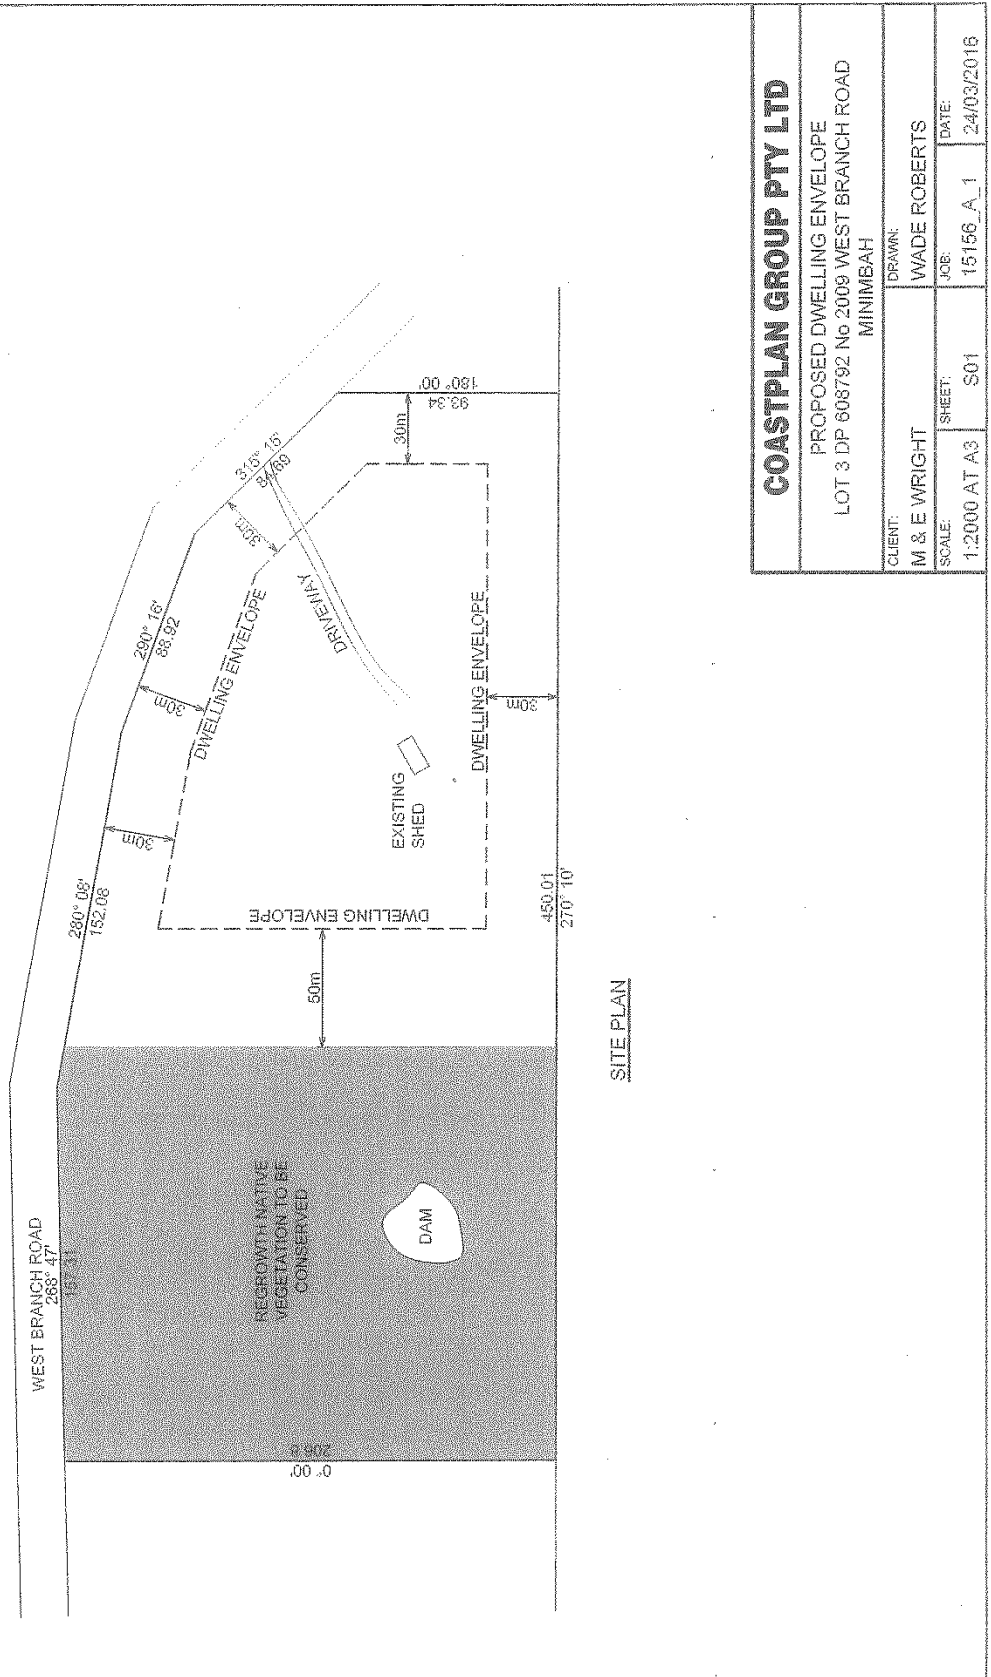 WEST BRANCH ROAD
268° 47'
280° 08'
152.08
290° 16'
88.92
315° 15'
84.69
180° 00'
93.34
30m
30m
30m
30m
30m
50m
DWELLING ENVELOPE
DWELLING ENVELOPE
DWELLING ENVELOPE
DRIVEWAY
EXISTING
SHED
REGROWTH NATIVE
VEGETATION TO BE
CONSERVED
DAM
0° 00'
450.01
270° 10'
SITE PLAN
COASTPLAN GROUP PTY LTD
PROPOSED DWELLING ENVELOPE
LOT 3 DP 608792 No 2009 WEST BRANCH ROAD
MINIMBAH
CLIENT:
M & E WRIGHT
DRAWN:
WADE ROBERTS
SCALE:
1:2000 AT A3
SHEET:
S01
JOB:
15156_A_1
DATE:
24/03/2016